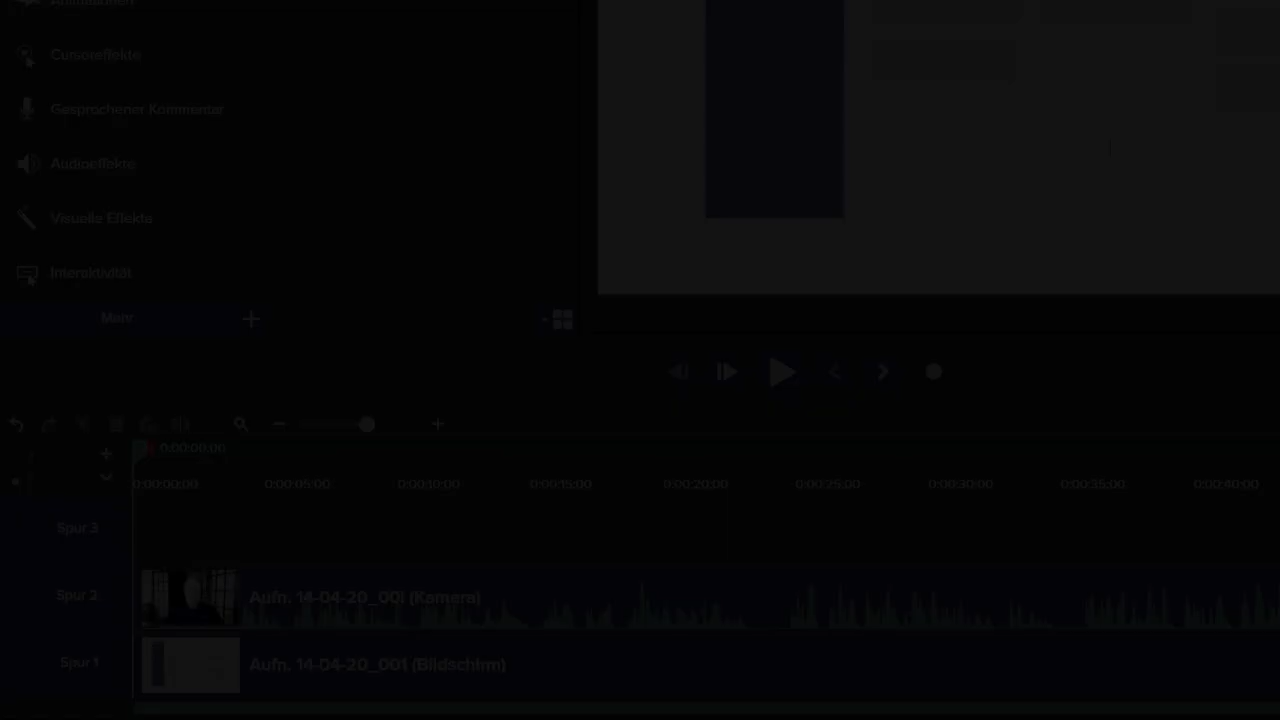 Animationen
Cursoreffekte
Gesprochener Kommentar
Audioeffekte
Visuelle Effekte
Interaktivität
Mehr
0:00:00;00
0:00:00;00 0:00:05;00 0:00:10;00 0:00:15;00 0:00:20;00 0:00:25;00 0:00:30;00 0:00:35;00 0:00:40;00
Spur 3
Spur 2
Aufn. 14-04-20_001 (Kamera)
Spur 1
Aufn. 14-04-20_001 (Bildschirm)